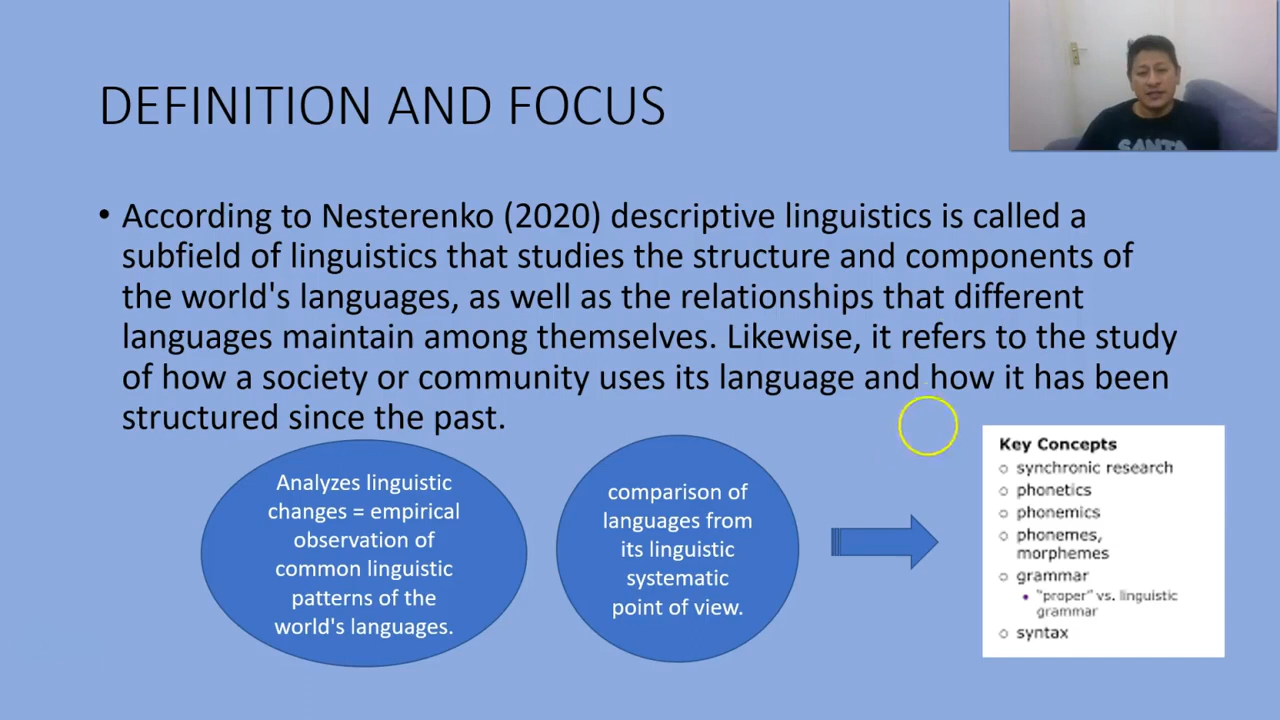 DEFINITION AND FOCUS
SANTA
• According to Nesterenko (2020) descriptive linguistics is called a
subfield of linguistics that studies the structure and components of
the world's languages, as well as the relationships that different
languages maintain among themselves. Likewise, it refers to the study
of how a society or community uses its language and how it has been
structured since the past.
Analyzes linguistic
changes = empirical
observation of
common linguistic
patterns of the
world's languages.
comparison of
languages from
its linguistic
systematic
point of view.
Key Concepts
synchronic research
phonetics
phonemics
phonemes,
morphemes
grammar
• "proper" vs. linguistic
grammar
syntax